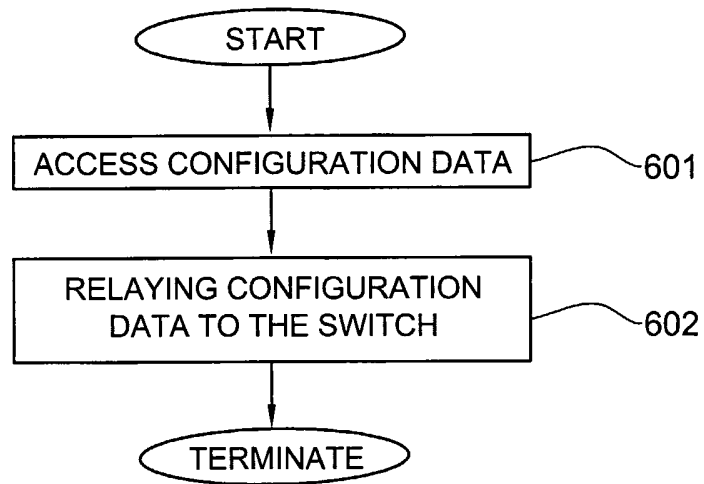 START
ACCESS CONFIGURATION DATA
601
RELAYING CONFIGURATION
DATA TO THE SWITCH
602
TERMINATE